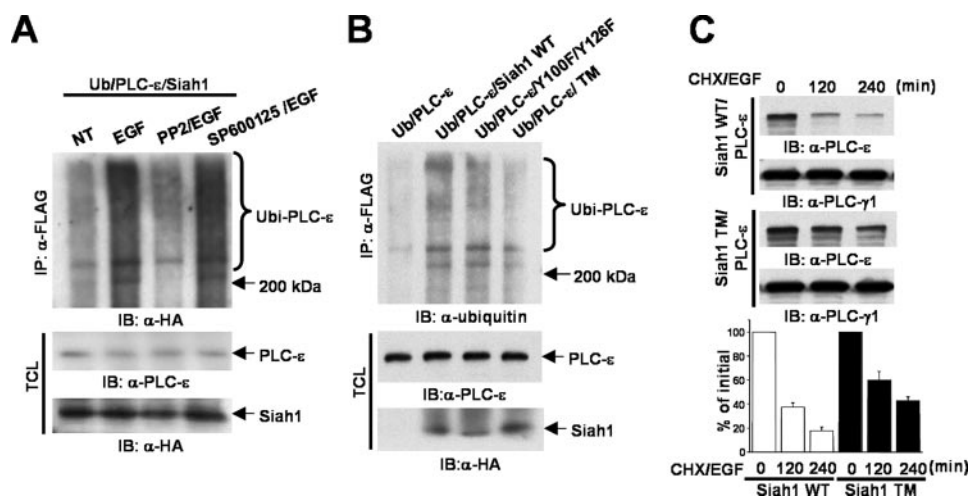 A
Ub/PLC-ε/Siah1
NT
EGF
PP2/EGF
SP600125/EGF
IP: α-FLAG
Ubi-PLC-ε
200 kDa
IB: α-HA
TCL
PLC-ε
IB: α-PLC-ε
Siah1
IB: α-HA
B
Ub/PLC-ε
Ub/PLC-ε/Siah1 WT
Ub/PLC-ε/Y100F/Y126F
Ub/PLC-ε/ TM
IP: α-FLAG
Ubi-PLC-ε
200 kDa
IB: α-ubiquitin
TCL
PLC-ε
IB:α-PLC-ε
Siah1
IB:α-HA
C
CHX/EGF 0 120 240 (min)
Siah1 WT/
PLC-ε
IB: α-PLC-ε
IB: α-PLC-γ1
Siah1 TM/
PLC-ε
IB: α-PLC-ε
IB: α-PLC-γ1
% of initial
100
80
60
40
20
0
CHX/EGF 0 120 240 0 120 240 (min)
Siah1 WT Siah1 TM